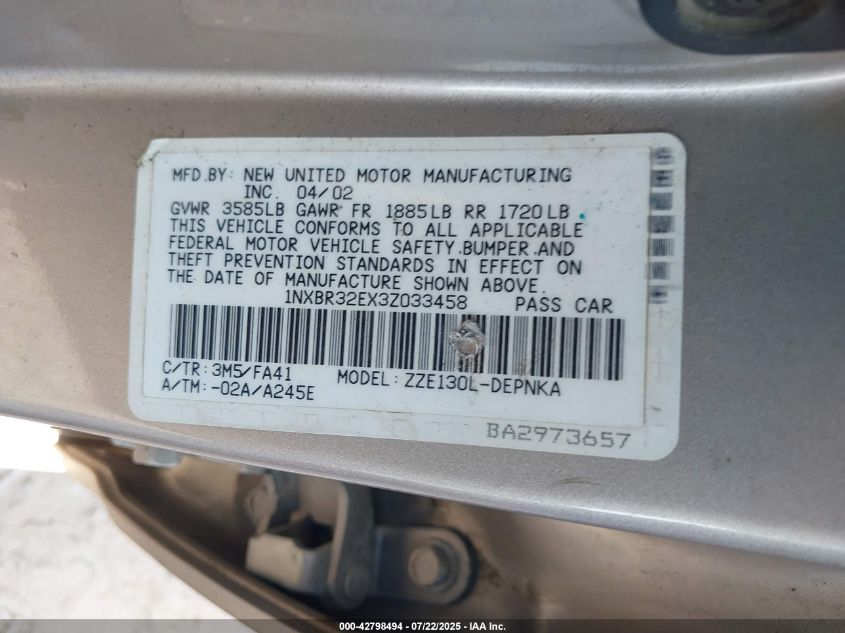 MFD.BY: NEW UNITED MOTOR MANUFACTURING
INC. 04/02
GVWR 3585LB GAWR FR 1885LB RR 1720LB
THIS VEHICLE CONFORMS TO ALL APPLICABLE
FEDERAL MOTOR VEHICLE SAFETY,BUMPER,AND
THEFT PREVENTION STANDARDS IN EFFECT ON
THE DATE OF MANUFACTURE SHOWN ABOVE.
1NXBR32EX3Z033458 PASS CAR
C/TR:3M5/FA41 MODEL:ZZE130L-DEPNKA
A/TM:-02A/A245E
BA2973657
000-42798494 - 07/22/2025 - IAA Inc.